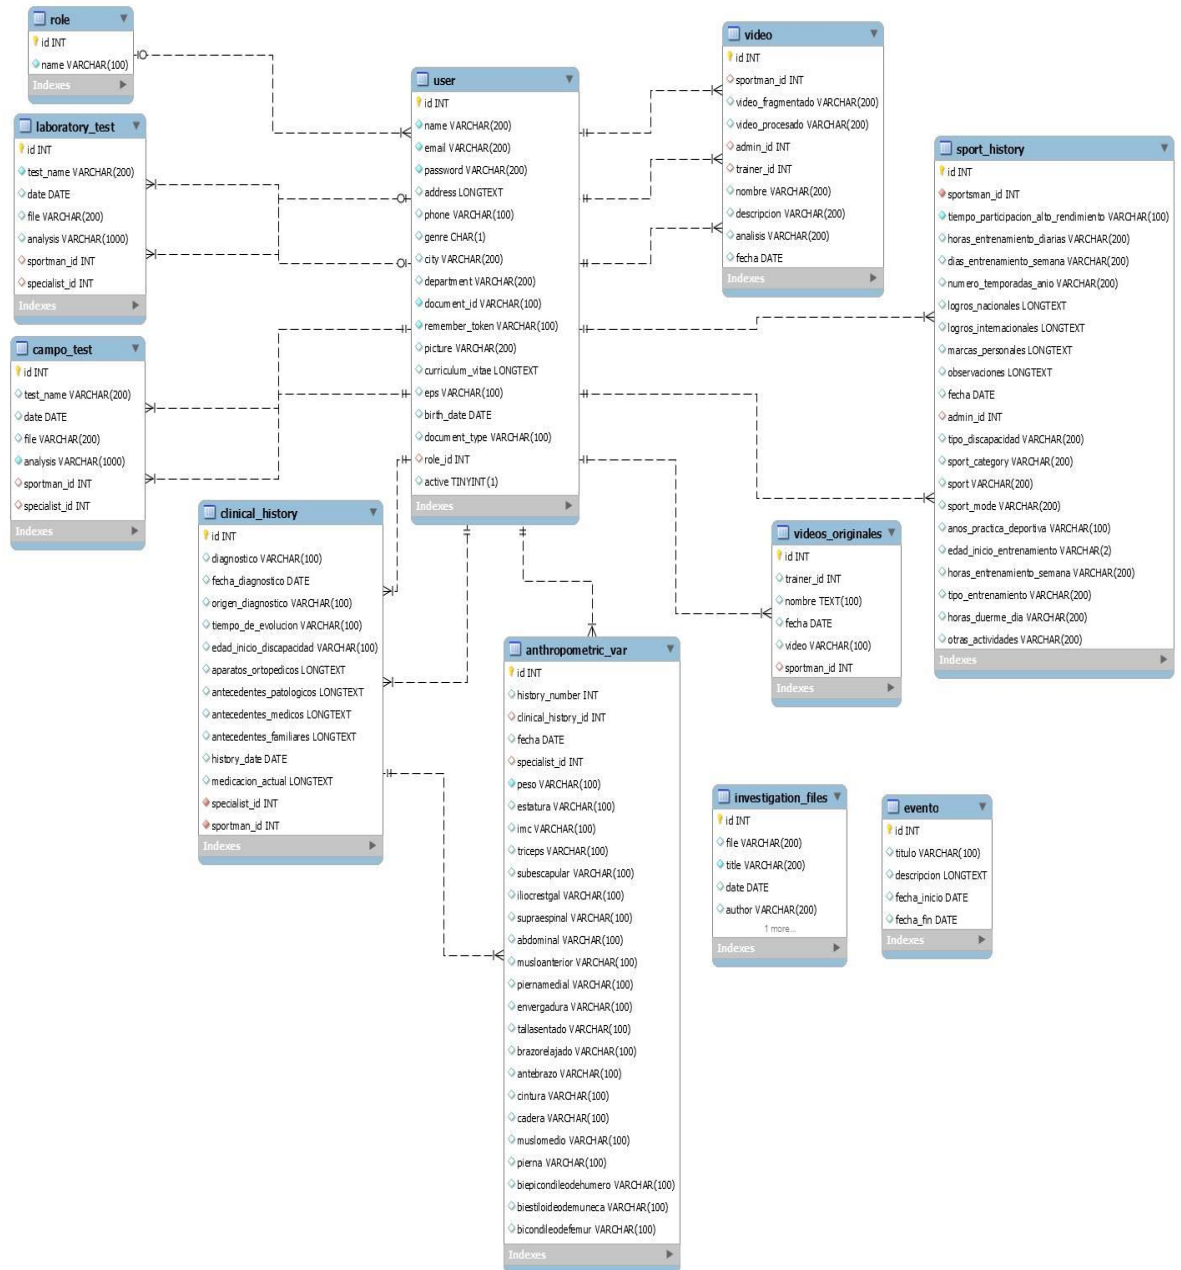 role
id INT
name VARCHAR(100)
Indexes
laboratory_test
id INT
test_name VARCHAR(200)
date DATE
file VARCHAR(200)
analysis VARCHAR(1000)
sportman_id INT
specialist_id INT
Indexes
campo_test
id INT
test_name VARCHAR(200)
date DATE
file VARCHAR(200)
analysis VARCHAR(1000)
sportman_id INT
specialist_id INT
Indexes
user
id INT
name VARCHAR(200)
email VARCHAR(200)
password VARCHAR(200)
address LONGTEXT
phone VARCHAR(100)
genre CHAR(1)
city VARCHAR(200)
department VARCHAR(200)
document_id VARCHAR(100)
remember_token VARCHAR(100)
picture VARCHAR(200)
curriculum_vitae LONGTEXT
eps VARCHAR(100)
birth_date DATE
document_type VARCHAR(100)
role_id INT
active TINYINT(1)
Indexes
video
id INT
sportman_id INT
video_fragmentado VARCHAR(200)
video_procesado VARCHAR(200)
admin_id INT
trainer_id INT
nombre VARCHAR(200)
descripcion VARCHAR(200)
analisis VARCHAR(200)
fecha DATE
Indexes
sport_history
id INT
sportsman_id INT
tiempo_participacion_alto_rendimiento VARCHAR(100)
horas_entrenamiento_diarias VARCHAR(200)
dias_entrenamiento_semana VARCHAR(200)
numero_temporadas_anio VARCHAR(200)
logros_nacionales LONGTEXT
logros_internacionales LONGTEXT
marcas_personales LONGTEXT
observaciones LONGTEXT
fecha DATE
admin_id INT
tipo_discapacidad VARCHAR(200)
sport_category VARCHAR(200)
sport VARCHAR(200)
sport_mode VARCHAR(200)
anos_practica_deportiva VARCHAR(100)
edad_inicio_entrenamiento VARCHAR(2)
horas_entrenamiento_semana VARCHAR(200)
tipo_entrenamiento VARCHAR(200)
horas_duerme_dia VARCHAR(200)
otras_actividades VARCHAR(200)
Indexes
clinical_history
id INT
diagnostico VARCHAR(100)
fecha_diagnostico DATE
origen_diagnostico VARCHAR(100)
tiempo_de_evolucion VARCHAR(100)
edad_inicio_discapacidad VARCHAR(100)
aparatos_ortopedicos LONGTEXT
antecedentes_patologicos LONGTEXT
antecedentes_medicos LONGTEXT
antecedentes_familiares LONGTEXT
history_date DATE
medicacion_actual LONGTEXT
specialist_id INT
sportman_id INT
Indexes
videos_originales
id INT
trainer_id INT
nombre TEXT(100)
fecha DATE
video VARCHAR(100)
sportman_id INT
Indexes
anthropometric_var
id INT
history_number INT
clinical_history_id INT
fecha DATE
specialist_id INT
peso VARCHAR(100)
estatura VARCHAR(100)
imc VARCHAR(100)
triceps VARCHAR(100)
subescapular VARCHAR(100)
iliocrestgal VARCHAR(100)
supraespinal VARCHAR(100)
abdominal VARCHAR(100)
musloanterior VARCHAR(100)
piernamedial VARCHAR(100)
envergadura VARCHAR(100)
tallasentado VARCHAR(100)
brazorelajado VARCHAR(100)
antebrazo VARCHAR(100)
cintura VARCHAR(100)
cadera VARCHAR(100)
muslomedio VARCHAR(100)
pierna VARCHAR(100)
biepicondileodehumero VARCHAR(100)
biestiloideodemuneca VARCHAR(100)
bicondileodefemur VARCHAR(100)
Indexes
investigation_files
id INT
file VARCHAR(200)
title VARCHAR(200)
date DATE
author VARCHAR(200)
1 more...
Indexes
evento
id INT
titulo VARCHAR(100)
descripcion LONGTEXT
fecha_inicio DATE
fecha_fin DATE
Indexes